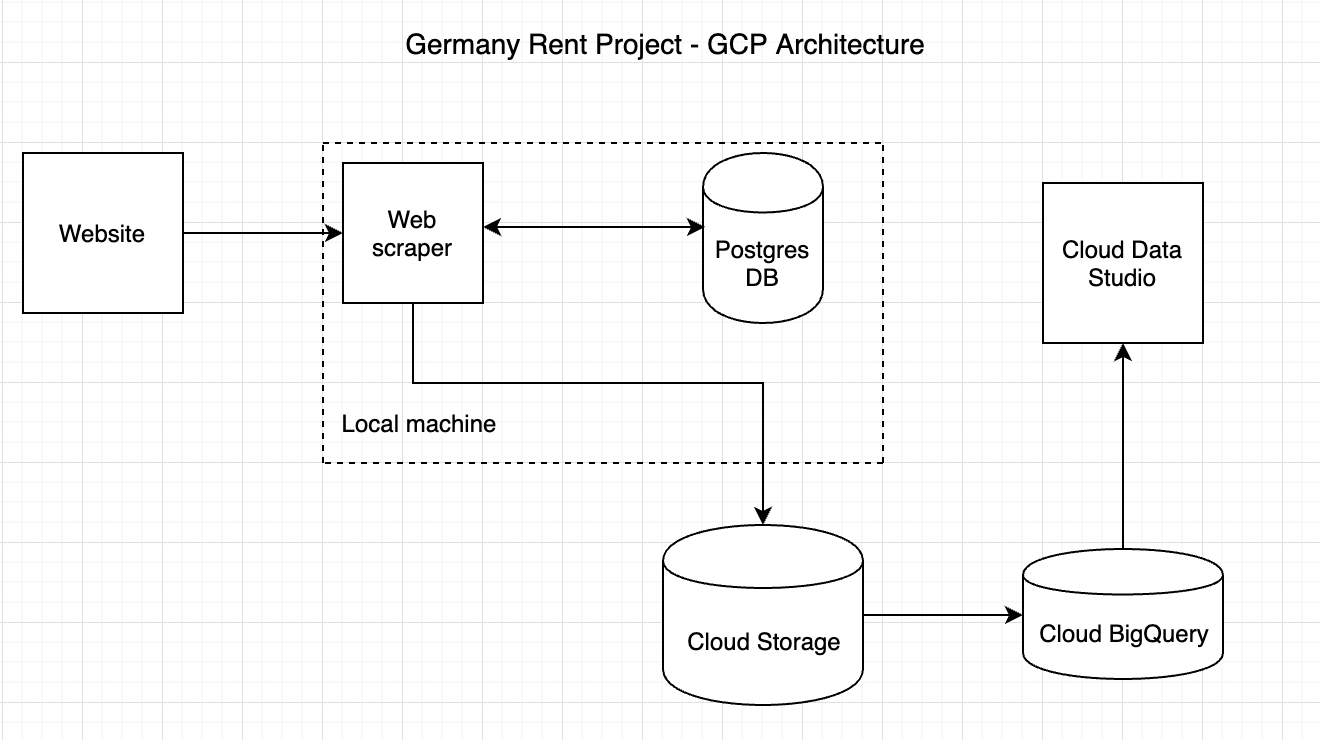 Germany Rent Project - GCP Architecture
Website
Web
scraper
Postgres
DB
Cloud Data
Studio
Local machine
Cloud Storage
Cloud BigQuery